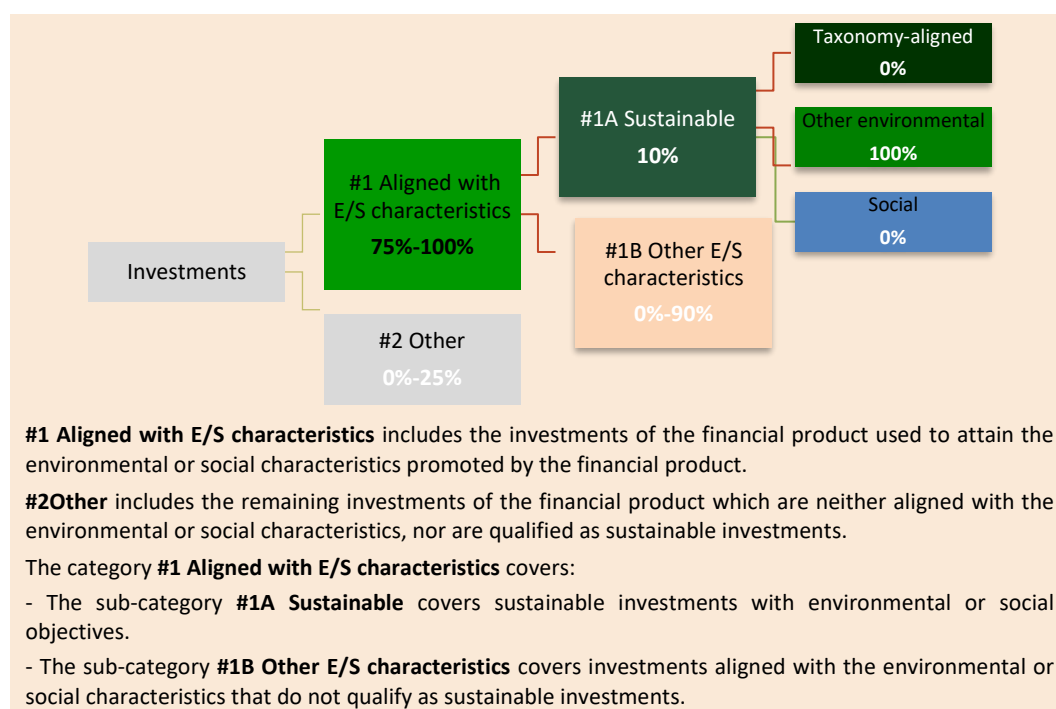 Taxonomy-aligned
0%
#1A Sustainable
10%
Other environmental
100%
#1 Aligned with
E/S characteristics
75%-100%
Social
0%
Investments
#1B Other E/S
characteristics
0%-90%
#2 Other
0%-25%
#1 Aligned with E/S characteristics includes the investments of the financial product used to attain the
environmental or social characteristics promoted by the financial product.
#2Other includes the remaining investments of the financial product which are neither aligned with the
environmental or social characteristics, nor are qualified as sustainable investments.
The category #1 Aligned with E/S characteristics covers:
- The sub-category #1A Sustainable covers sustainable investments with environmental or social
objectives.
- The sub-category #1B Other E/S characteristics covers investments aligned with the environmental or
social characteristics that do not qualify as sustainable investments.